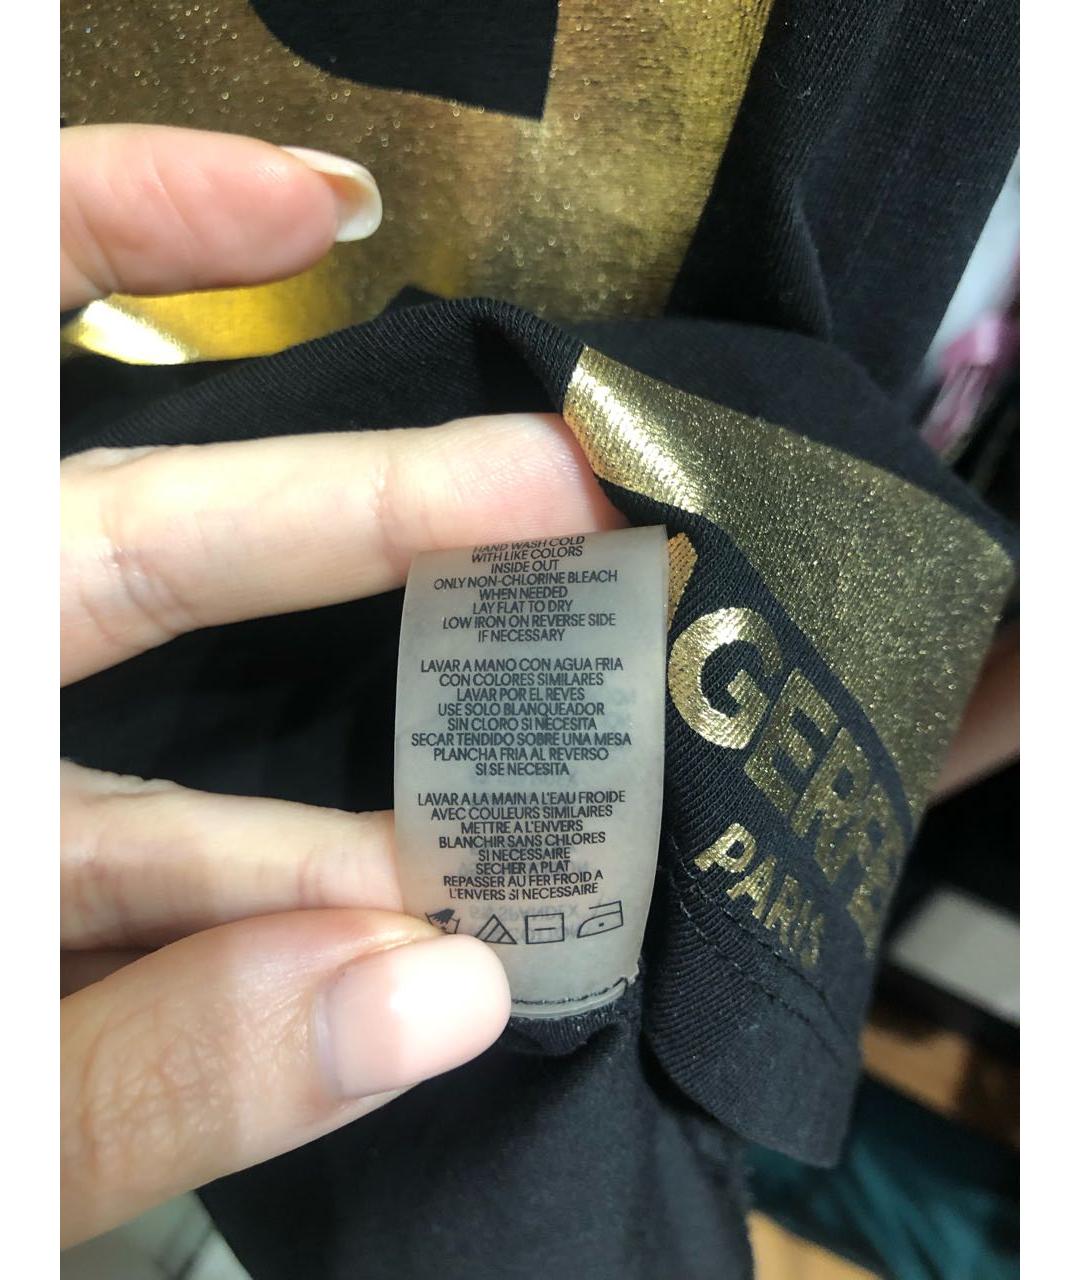 HAND WASH COLD
WITH LIKE COLORS
INSIDE OUT
ONLY NON-CHLORINE BLEACH
WHEN NEEDED
LAY FLAT TO DRY
LOW IRON ON REVERSE SIDE
IF NECESSARY
LAVAR A MANO CON AGUA FRIA
CON COLORES SIMILARES
LAVAR POR EL REVES
USE SOLO BLANQUEADOR
SIN CLORO SI NECESITA
SECAR TENDIDO SOBRE UNA MESA
PLANCHA FRIA AL REVERSO
SI SE NECESITA
LAVAR A LA MAIN A L'EAU FROIDE
AVEC COULEURS SIMILAIRES
METTRE A L'ENVERS
BLANCHIR SANS CHLORES
SI NECESSAIRE
SECHER A PLAT
REPASSER AU FER FROID A
L'ENVERS SI NECESSAIRE
AGERFE
PARIS